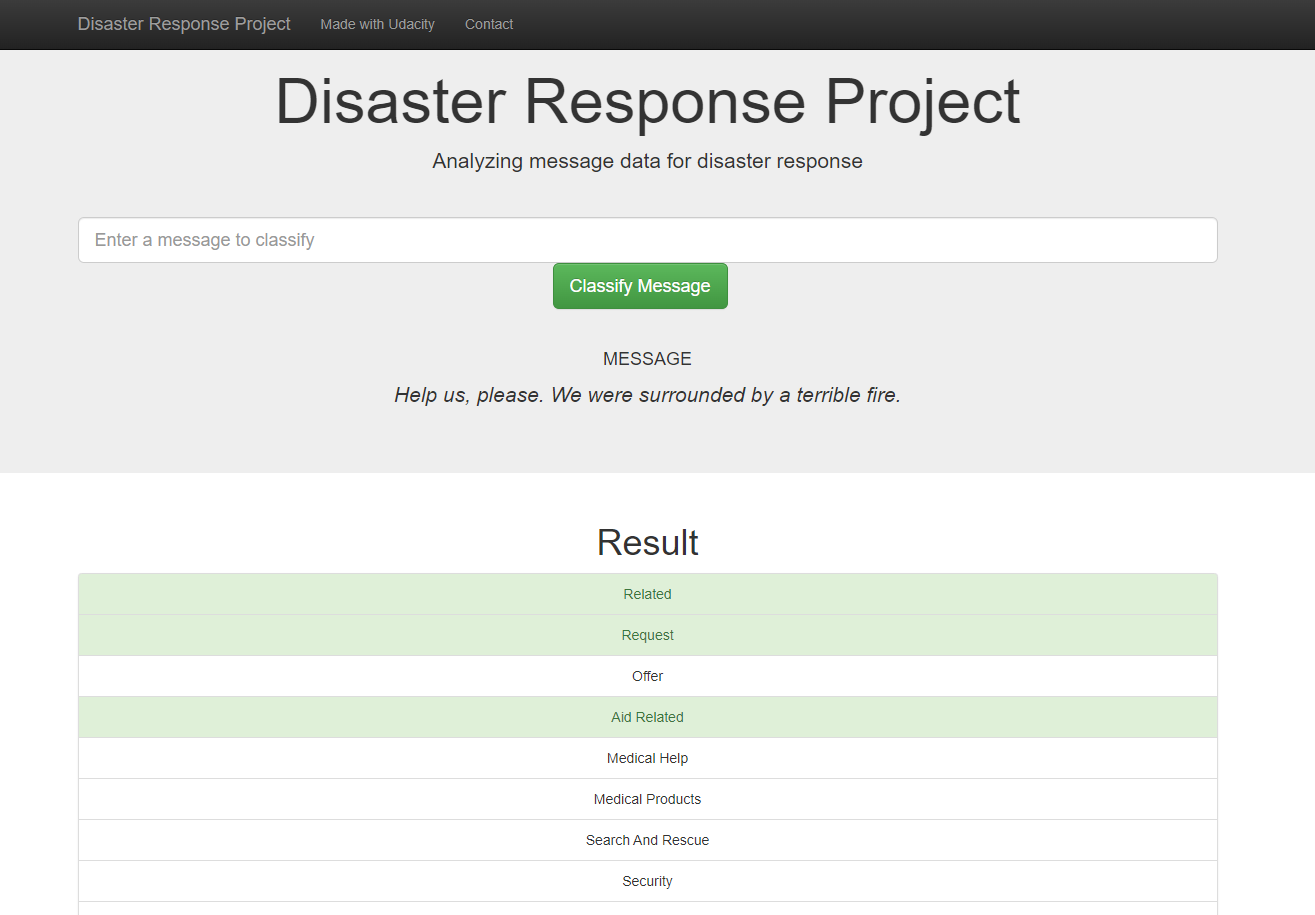 Disaster Response Project Made with Udacity Contact
Disaster Response Project
Analyzing message data for disaster response
Enter a message to classify
Classify Message
MESSAGE
Help us, please. We were surrounded by a terrible fire.
Result
Related
Request
Offer
Aid Related
Medical Help
Medical Products
Search And Rescue
Security